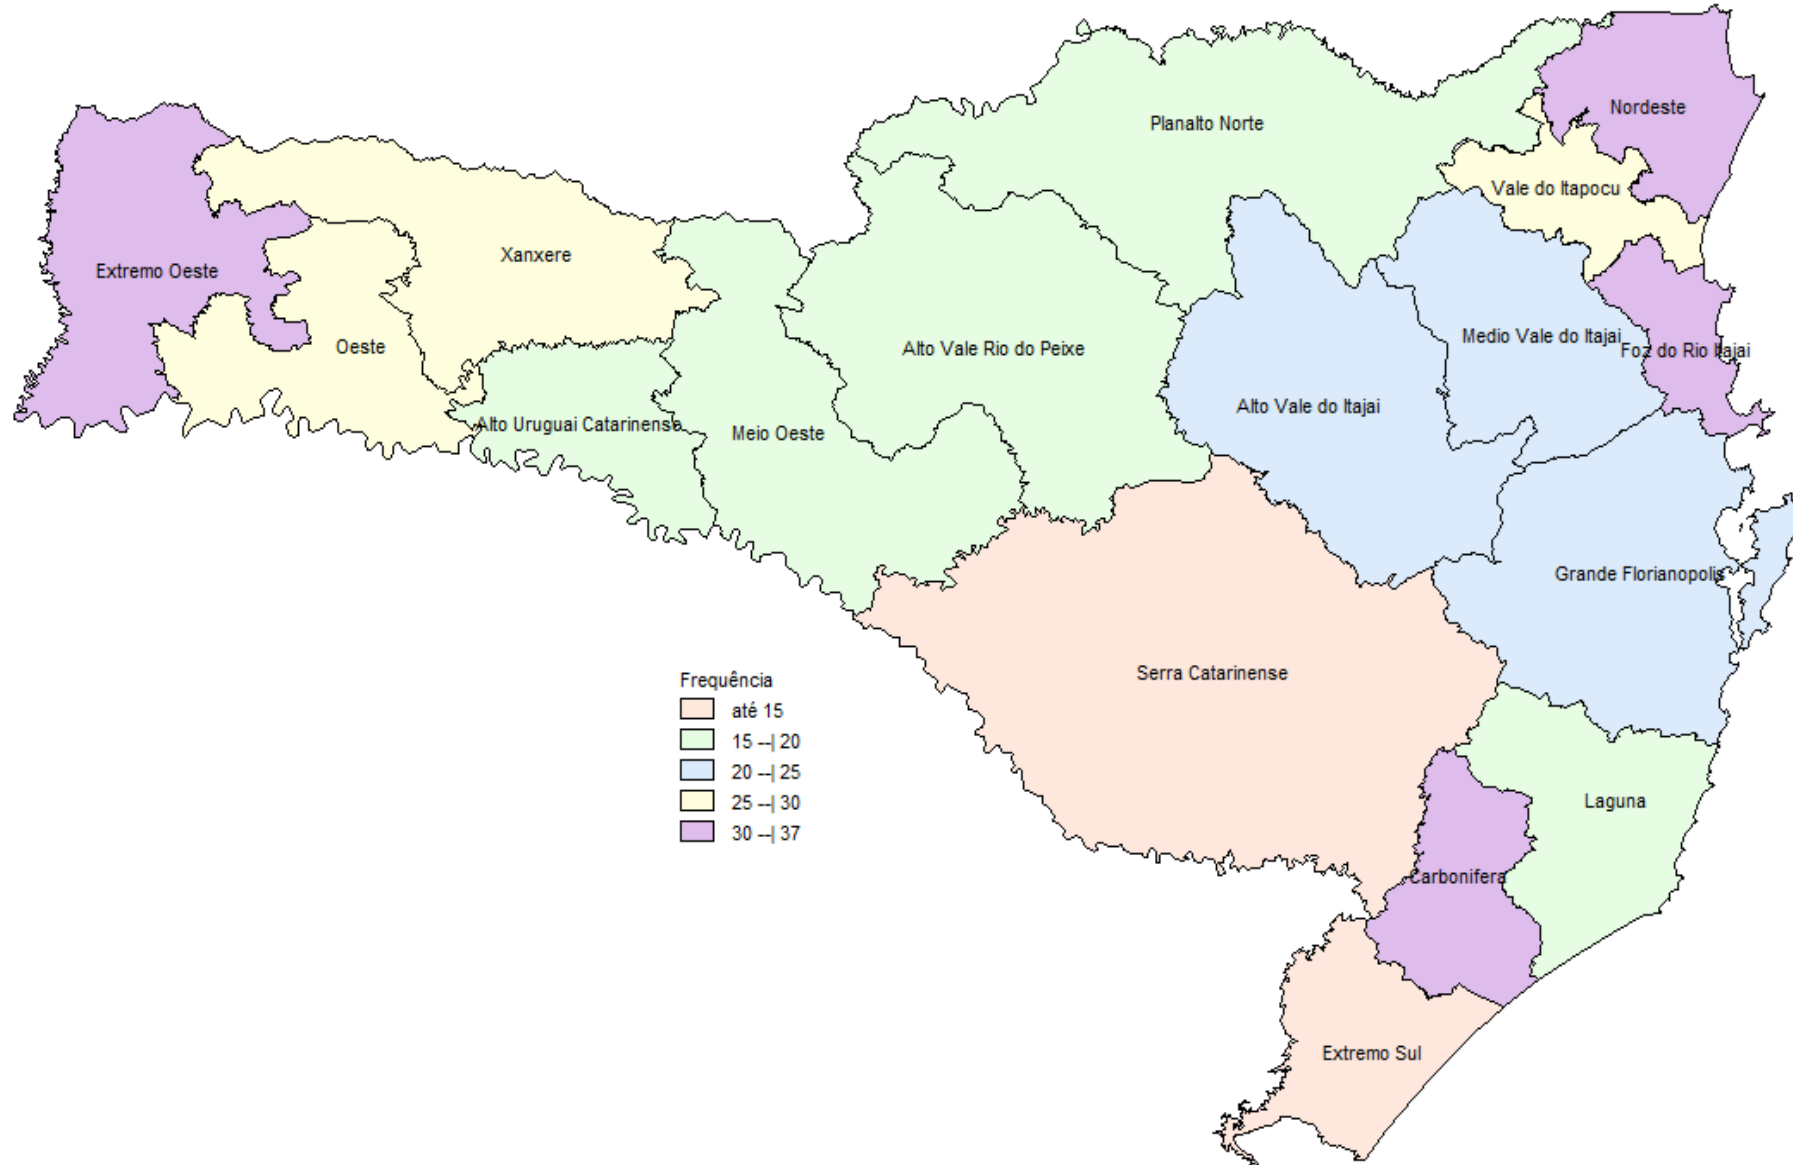 Nordeste
Planalto Norte
Vale do Itapocu
Xanxere
Extremo Oeste
Medio Vale do Itajai
Oeste
Alto Vale Rio do Peixe
Foz do Rio Itajai
Alto Vale do Itajai
Alto Uruguai Catarinense
Meio Oeste
Grande Florianopolis
Serra Catarinense
Frequência
até 15
15 --| 20
20 --| 25
25 --| 30
30 --| 37
Laguna
Carbonifera
Extremo Sul